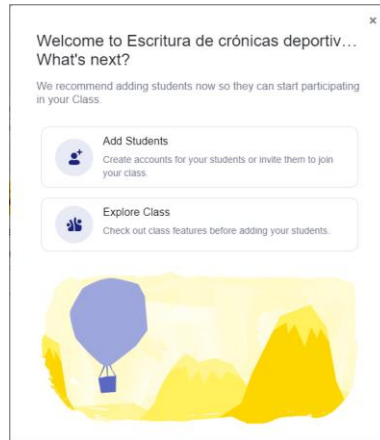 ×
Welcome to Escritura de crónicas deportiv...
What's next?
We recommend adding students now so they can start participating
in your Class.
Add Students
Create accounts for your students or invite them to join
your class.
Explore Class
Check out class features before adding your students.